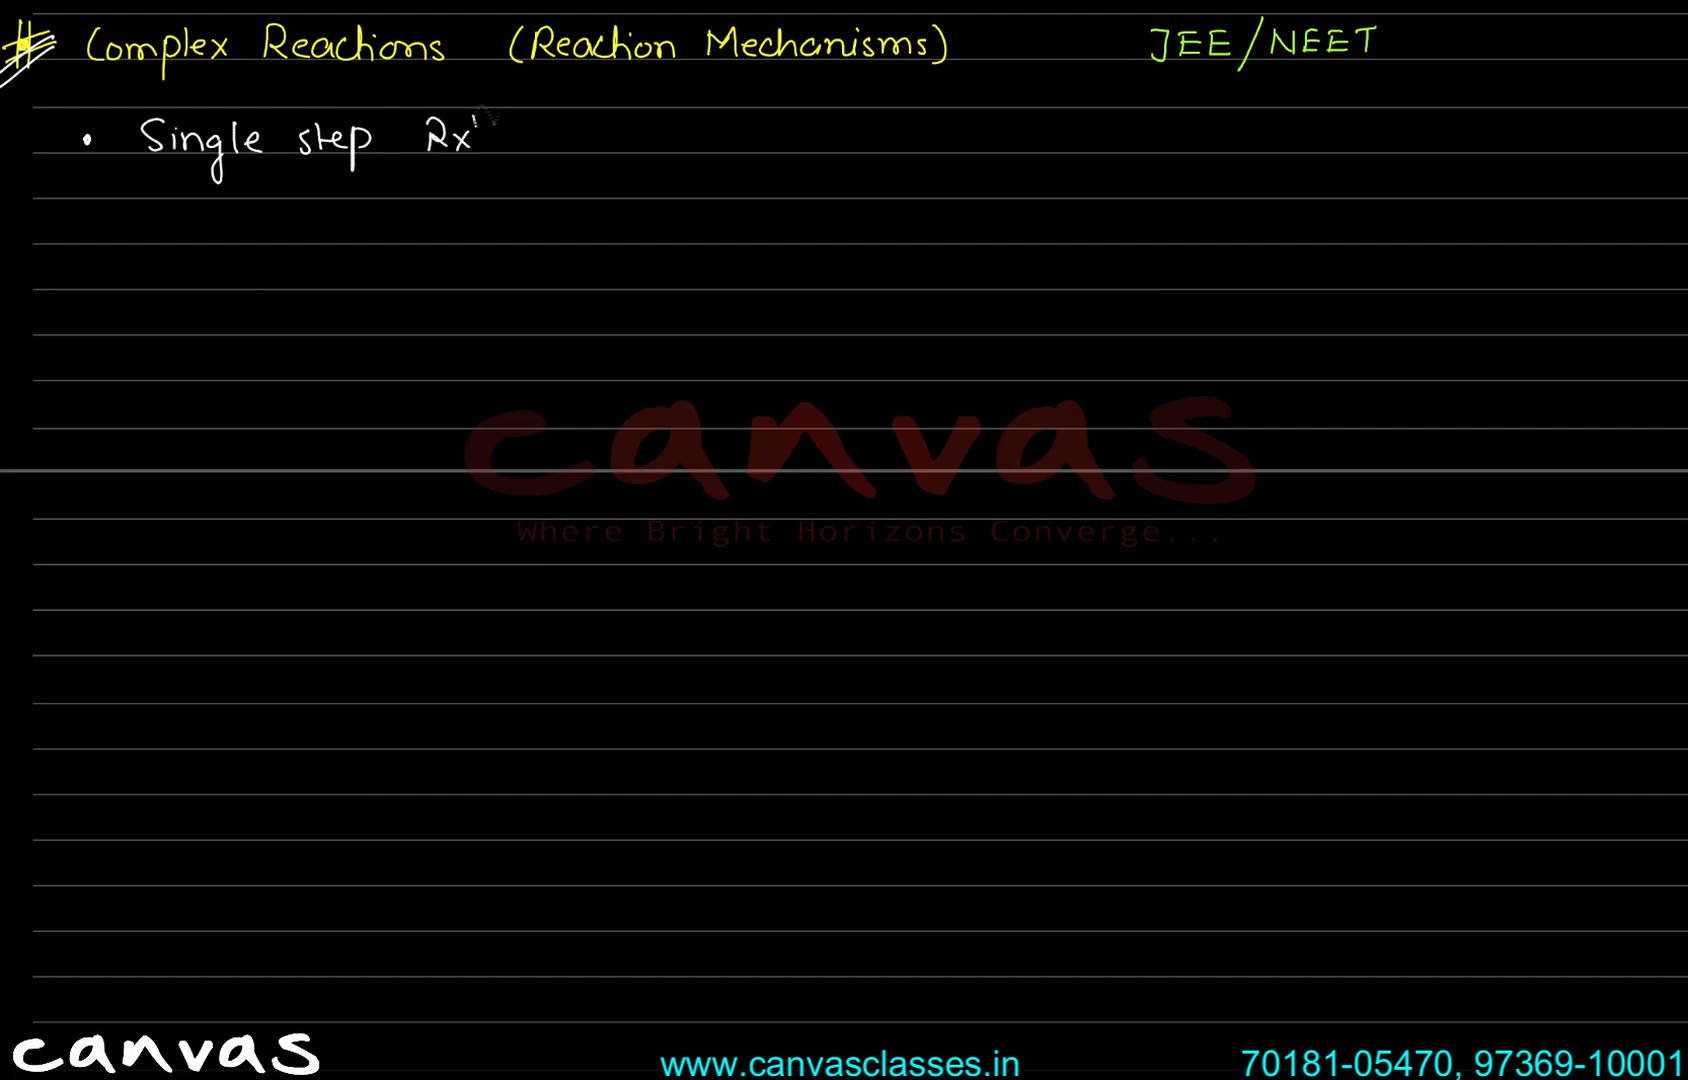 # Complex Reactions (Reaction Mechanisms) JEE/NEET
• Single step Rxⁿ
canvas
Where Bright Horizons Converge...
canvas www.canvasclasses.in 70181-05470, 97369-10001